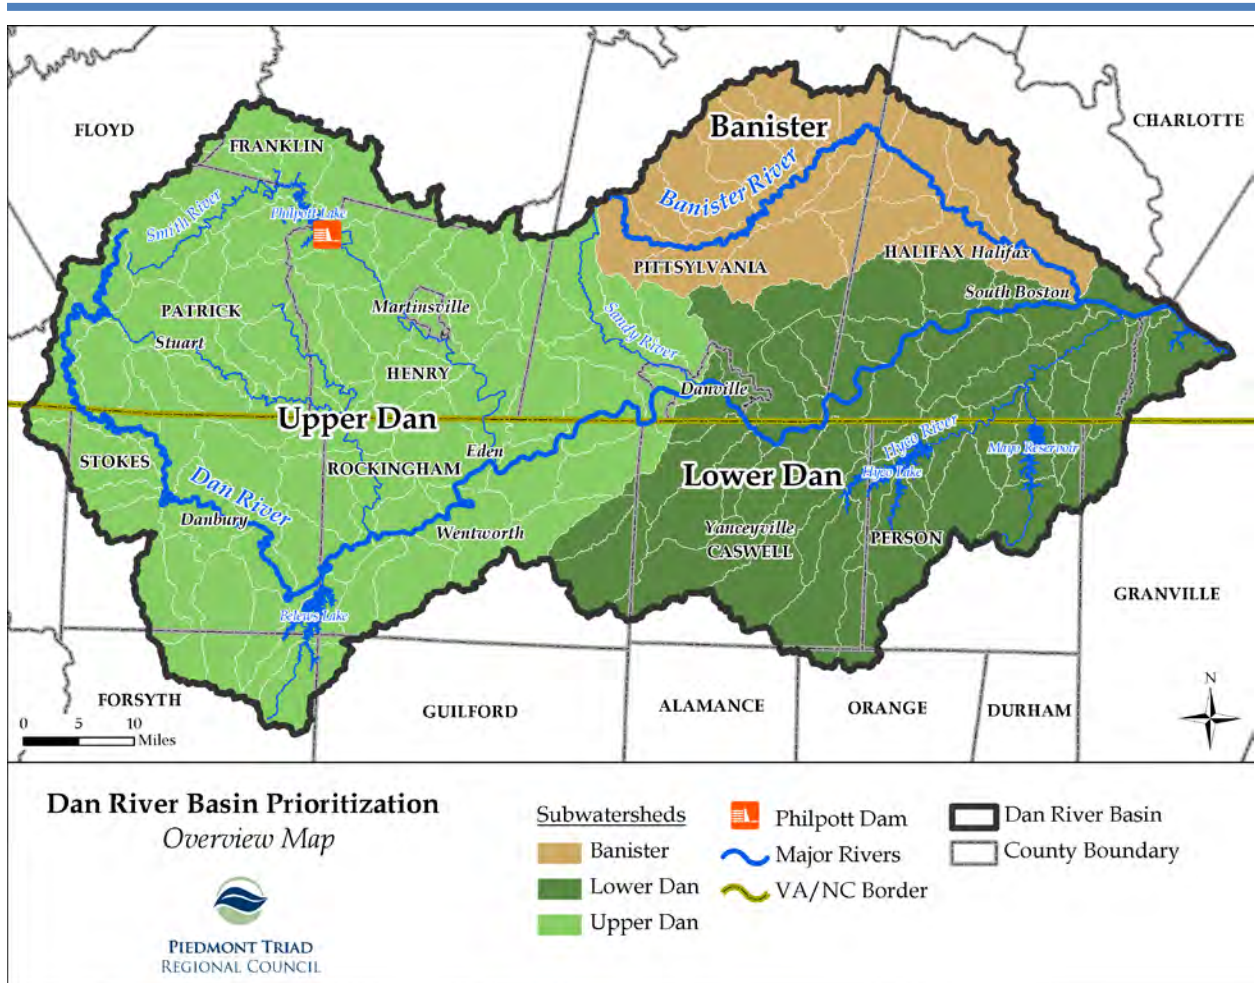 FLOYD
FRANKLIN
Banister
CHARLOTTE
Smith River
Philpott Lake
Banister River
PITTSYLVANIA
HALIFAX
Halifax
PATRICK
Martinsville
Sandy River
South Boston
Stuart
HENRY
Danville
Upper Dan
Eden
STOKES
ROCKINGHAM
Lower Dan
Hyco River
Hyco Lake
Mayo Reservoir
Dan River
Danbury
Wentworth
Yanceyville
CASWELL
PERSON
Belews Lake
GRANVILLE
FORSYTH
GUILFORD
ALAMANCE
ORANGE
DURHAM
N
0 5 10
Miles
Dan River Basin Prioritization
Overview Map
PIEDMONT TRIAD
REGIONAL COUNCIL
Subwatersheds
Banister
Lower Dan
Upper Dan
Philpott Dam
Major Rivers
VA/NC Border
Dan River Basin
County Boundary